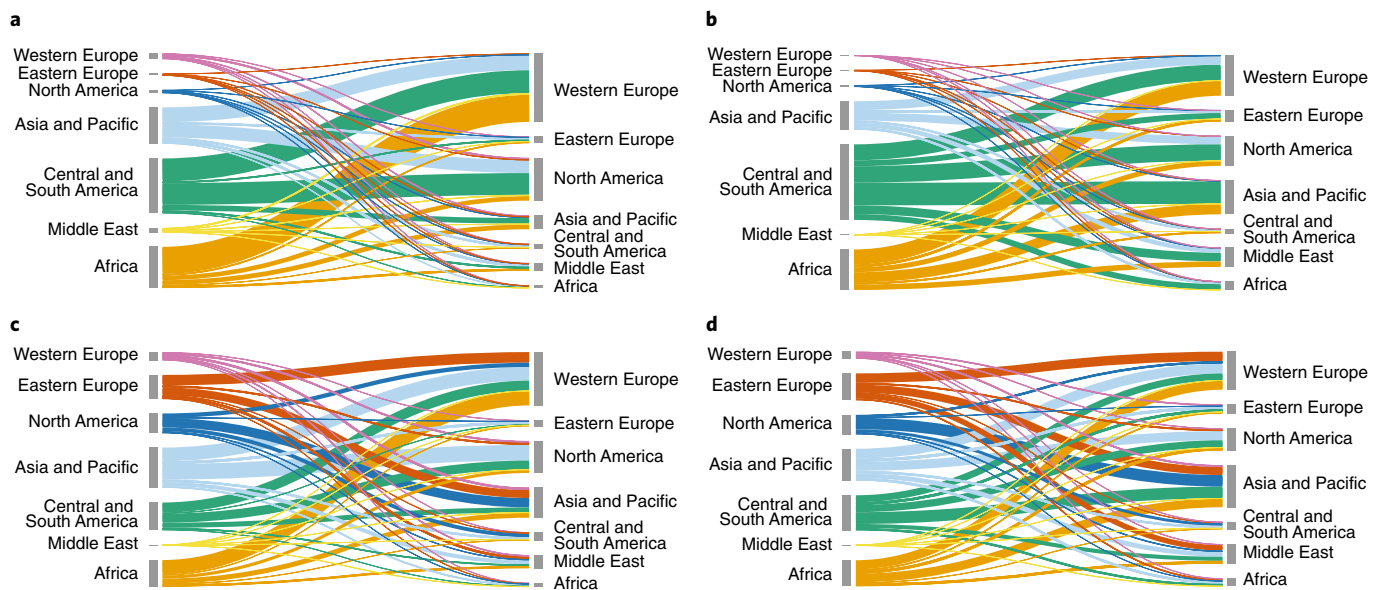 a
Western Europe
Eastern Europe
North America
Asia and Pacific
Central and
South America
Middle East
Africa
Western Europe
Eastern Europe
North America
Asia and Pacific
Central and
South America
Middle East
Africa
b
Western Europe
Eastern Europe
North America
Asia and Pacific
Central and
South America
Middle East
Africa
Western Europe
Eastern Europe
North America
Asia and Pacific
Central and
South America
Middle East
Africa
c
Western Europe
Eastern Europe
North America
Asia and Pacific
Central and
South America
Middle East
Africa
Western Europe
Eastern Europe
North America
Asia and Pacific
Central and
South America
Middle East
Africa
d
Western Europe
Eastern Europe
North America
Asia and Pacific
Central and
South America
Middle East
Africa
Western Europe
Eastern Europe
North America
Asia and Pacific
Central and
South America
Middle East
Africa